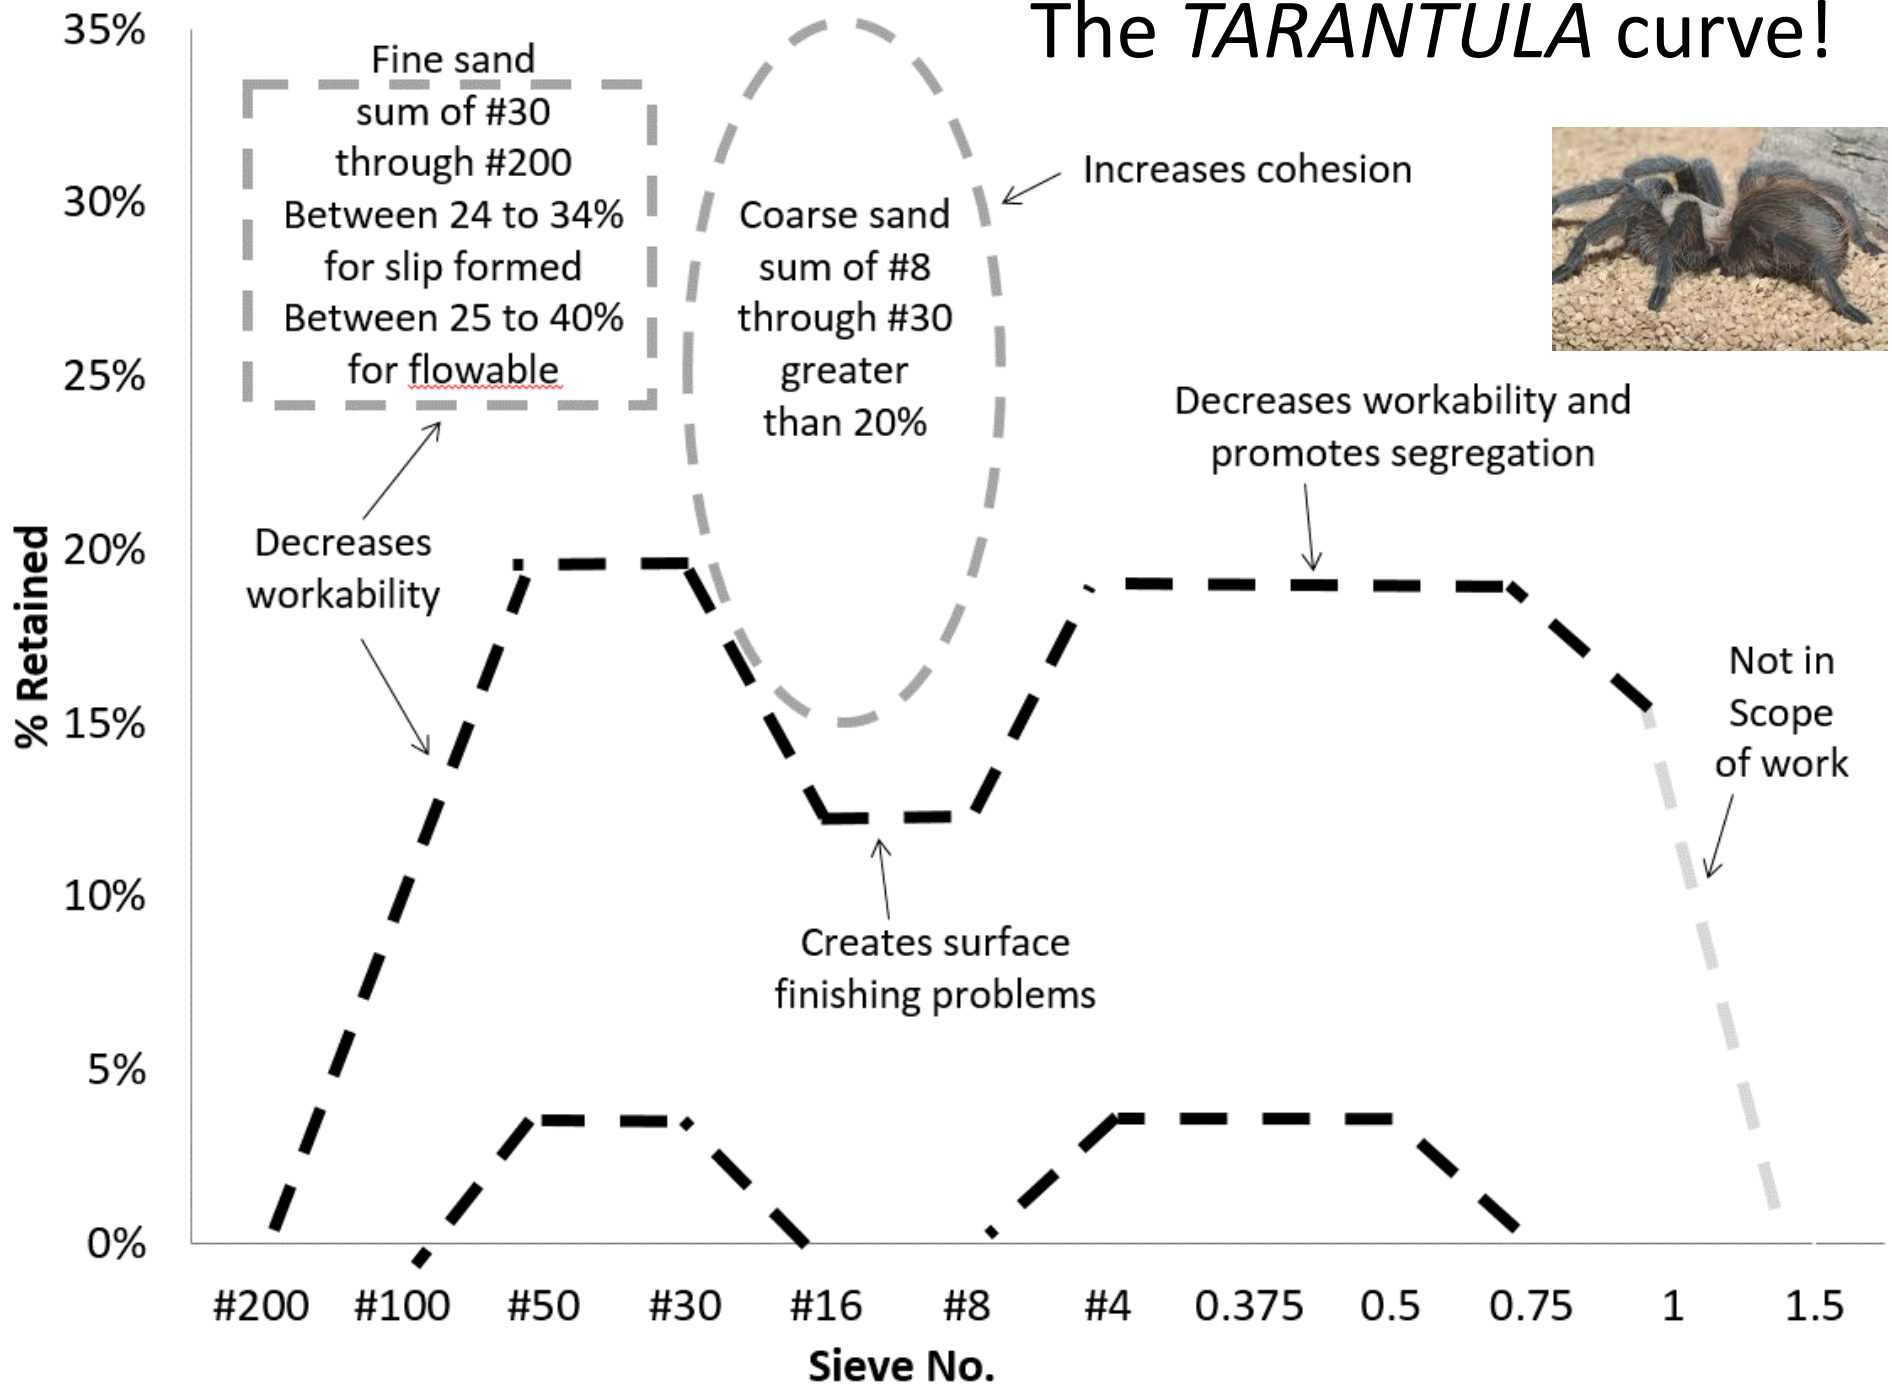 The TARANTULA curve!
35%
30%
25%
20%
15%
10%
5%
0%
% Retained
Fine sand
sum of #30
through #200
Between 24 to 34%
for slip formed
Between 25 to 40%
for flowable
Coarse sand
sum of #8
through #30
greater
than 20%
Increases cohesion
Decreases workability and
promotes segregation
Decreases
workability
Not in
Scope
of work
Creates surface
finishing problems
#200 #100 #50 #30 #16 #8 #4 0.375 0.5 0.75 1 1.5
Sieve No.